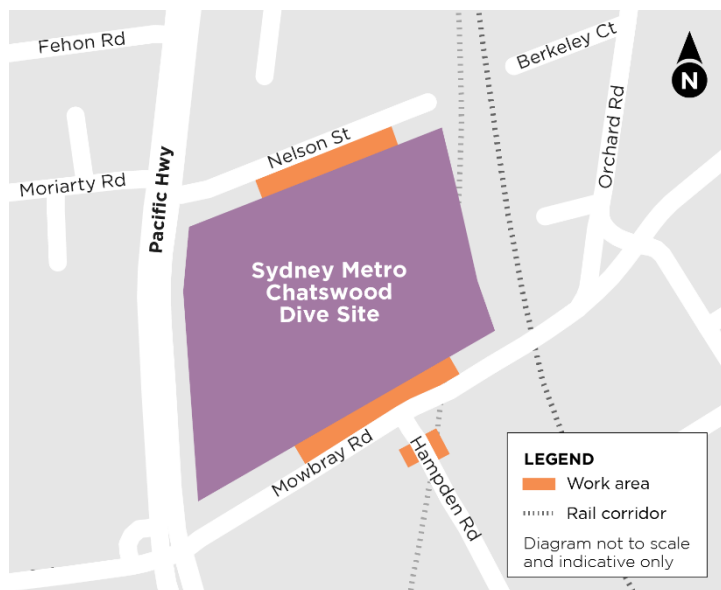 Fehon Rd
Berkeley Ct
N
Nelson St
Orchard Rd
Moriarty Rd
Pacific Hwy
Sydney Metro
Chatswood
Dive Site
Mowbray Rd
Hampden Rd
LEGEND
Work area
Rail corridor
Diagram not to scale
and indicative only